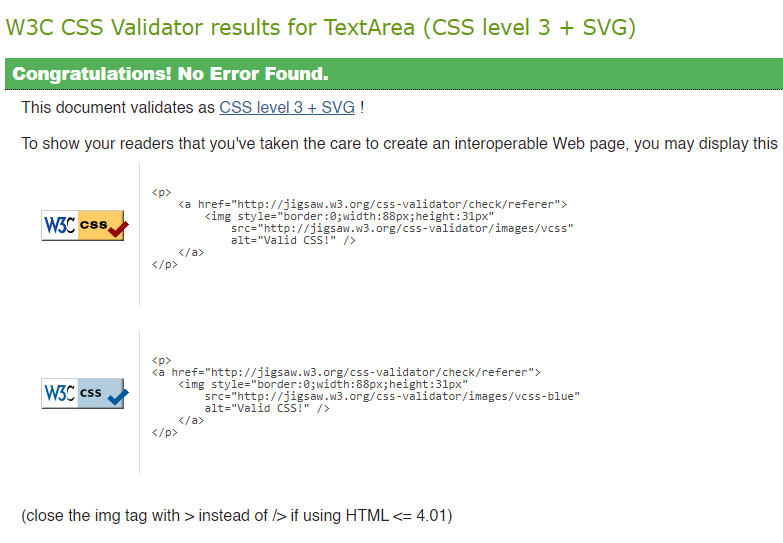 W3C CSS Validator results for TextArea (CSS level 3 + SVG)
Congratulations! No Error Found.
This document validates as CSS level 3 + SVG !
To show your readers that you've taken the care to create an interoperable Web page, you may display this
W3C css
<p>
<a href="http://jigsaw.w3.org/css-validator/check/referer">
<img style="border:0;width:88px;height:31px"
src="http://jigsaw.w3.org/css-validator/images/vcss"
alt="Valid CSS!" />
</a>
</p>
W3C css
<p>
<a href="http://jigsaw.w3.org/css-validator/check/referer">
<img style="border:0;width:88px;height:31px"
src="http://jigsaw.w3.org/css-validator/images/vcss-blue"
alt="Valid CSS!" />
</a>
</p>
(close the img tag with > instead of /> if using HTML <= 4.01)